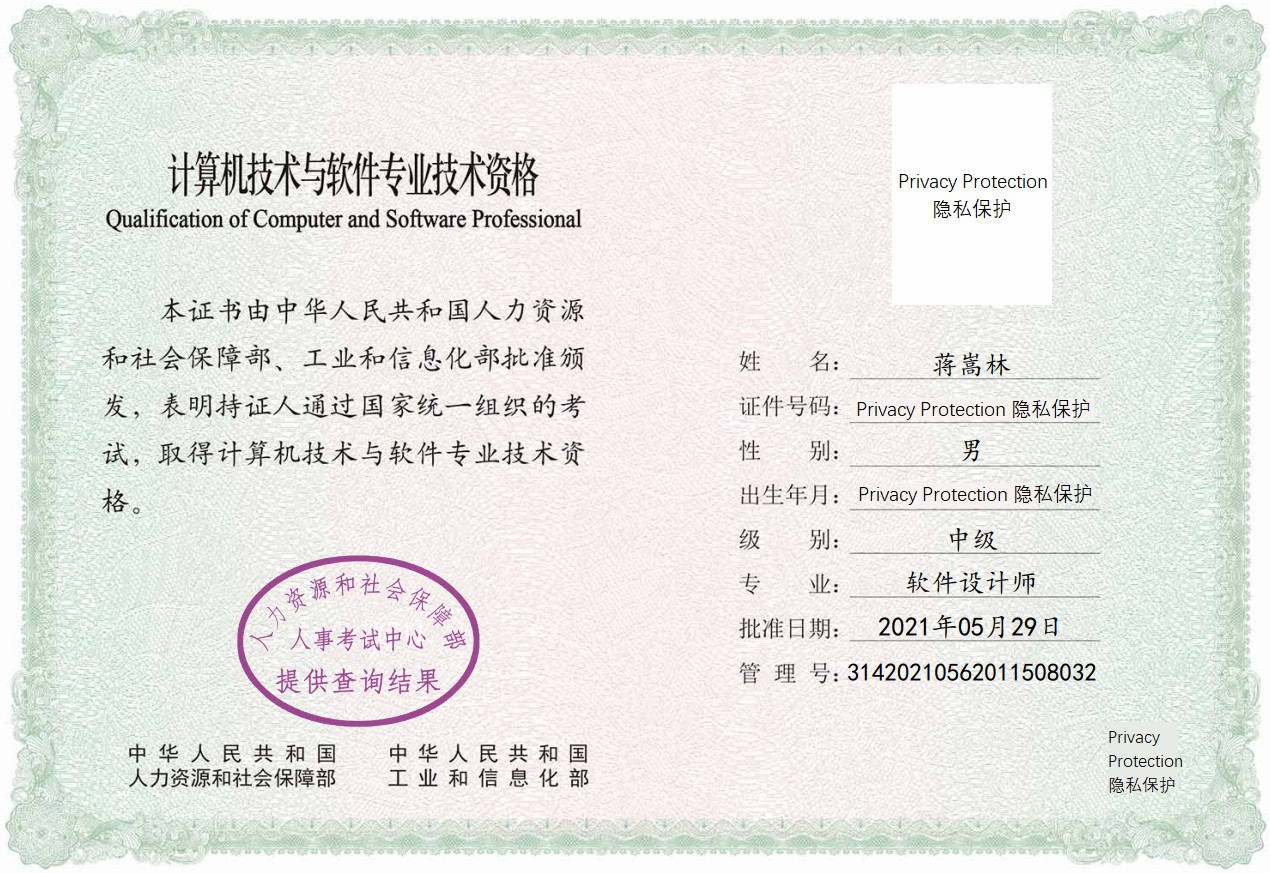 计算机技术与软件专业技术资格
Qualification of Computer and Software Professional
本证书由中华人民共和国人力资源
和社会保障部、工业和信息化部批准颁
发，表明持证人通过国家统一组织的考
试，取得计算机技术与软件专业技术资
格。
人力资源和社会保障部
人事考试中心
提供查询结果
中华人民共和国
人力资源和社会保障部
中华人民共和国
工业和信息化部
Privacy Protection
隐私保护
姓名：蒋嵩林
证件号码：Privacy Protection 隐私保护
性别：男
出生年月：Privacy Protection 隐私保护
级别：中级
专业：软件设计师
批准日期：2021年05月29日
管理号：31420210562011508032
Privacy
Protection
隐私保护